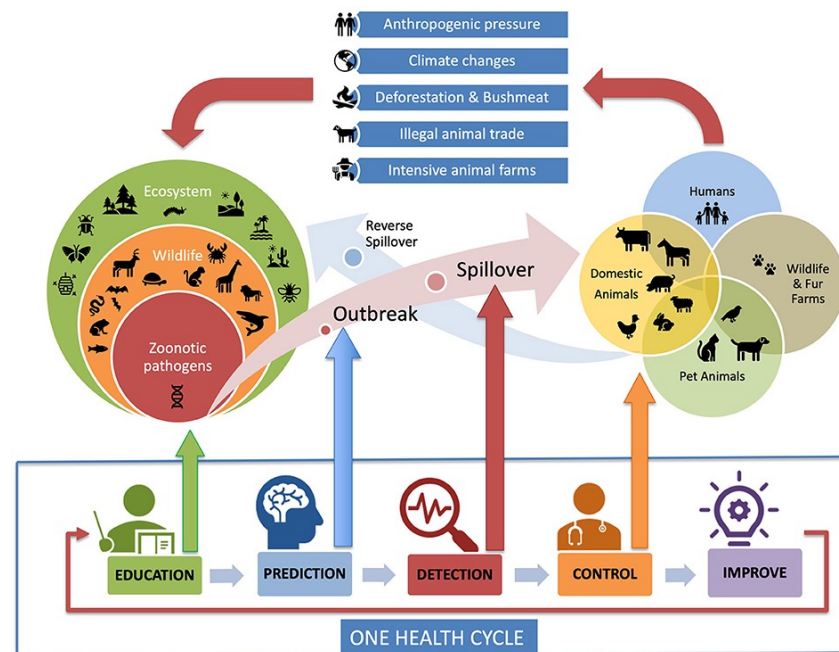 Anthropogenic pressure
Climate changes
Deforestation & Bushmeat
Illegal animal trade
Intensive animal farms
Ecosystem
Wildlife
Zoonotic
pathogens
Reverse
Spillover
Spillover
Outbreak
Humans
Domestic
Animals
Wildlife
& Fur
Farms
Pet Animals
EDUCATION
PREDICTION
DETECTION
CONTROL
IMPROVE
ONE HEALTH CYCLE